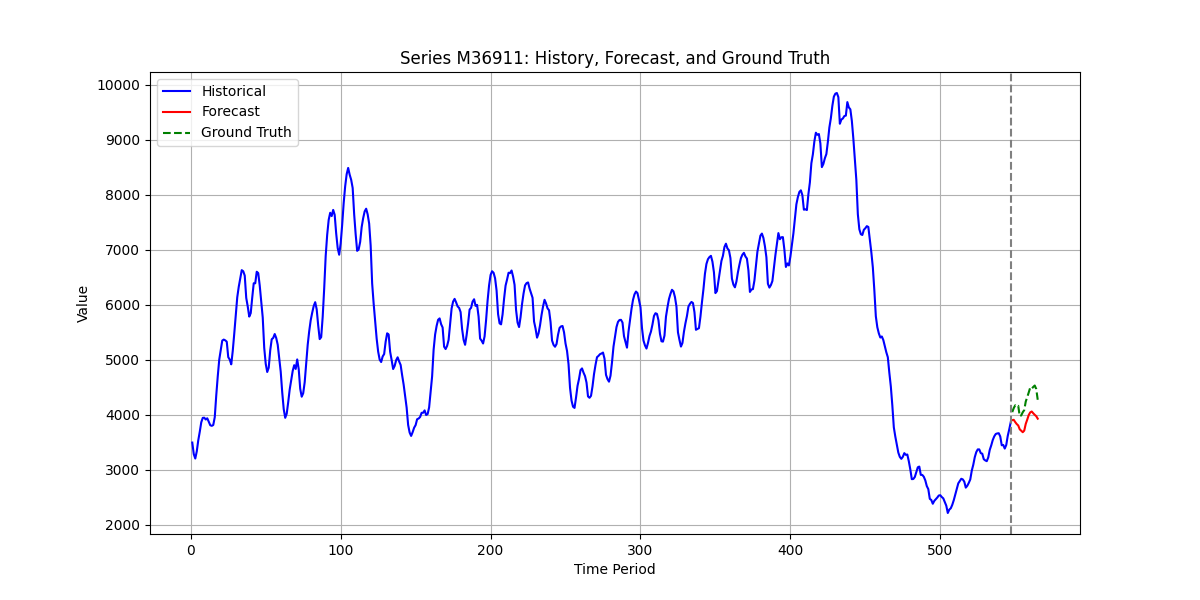 Series M36911: History, Forecast, and Ground Truth
Historical
Forecast
Ground Truth
Value
10000
9000
8000
7000
6000
5000
4000
3000
2000
0 100 200 300 400 500
Time Period